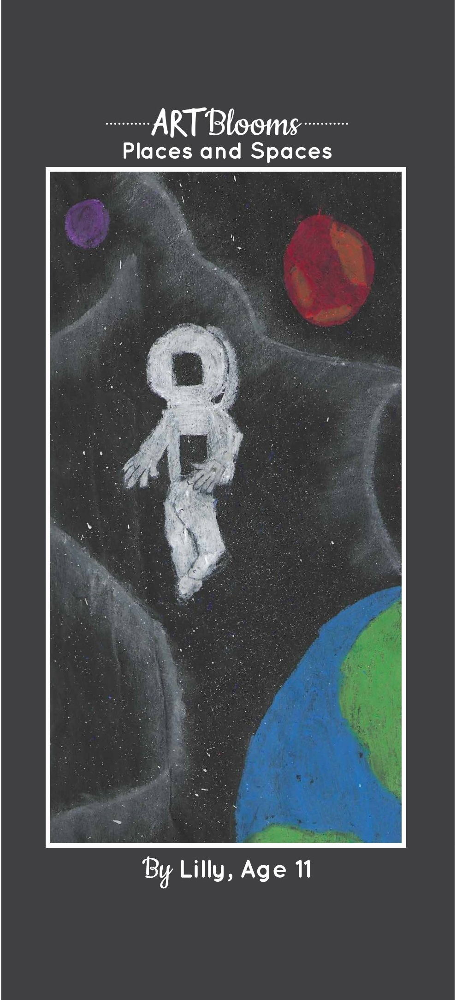 ART Blooms
Places and Spaces
By Lilly, Age 11